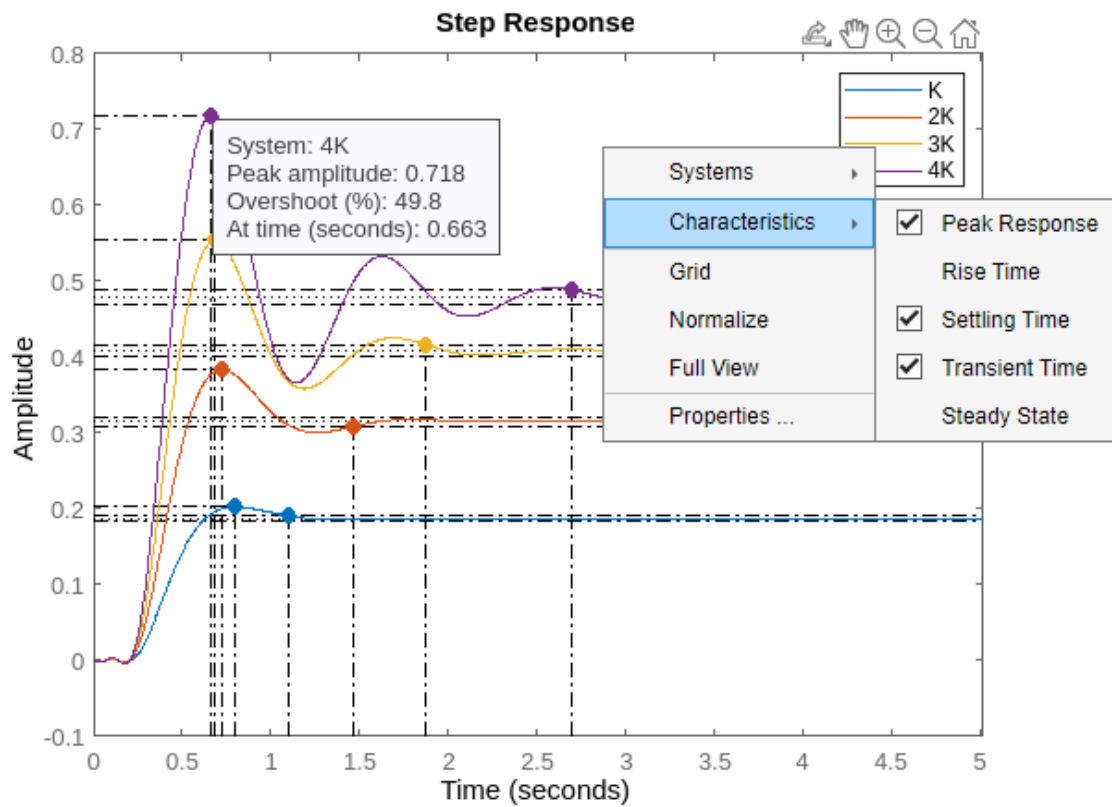 Step Response
0.8
0.7
0.6
0.5
0.4
0.3
0.2
0.1
0
-0.1
Amplitude
K
2K
3K
4K
System: 4K
Peak amplitude: 0.718
Overshoot (%): 49.8
At time (seconds): 0.663
Systems
Characteristics
Grid
Normalize
Full View
Properties ...
Peak Response
Rise Time
Settling Time
Transient Time
Steady State
0 0.5 1 1.5 2 2.5 3 3.5 4 4.5 5
Time (seconds)